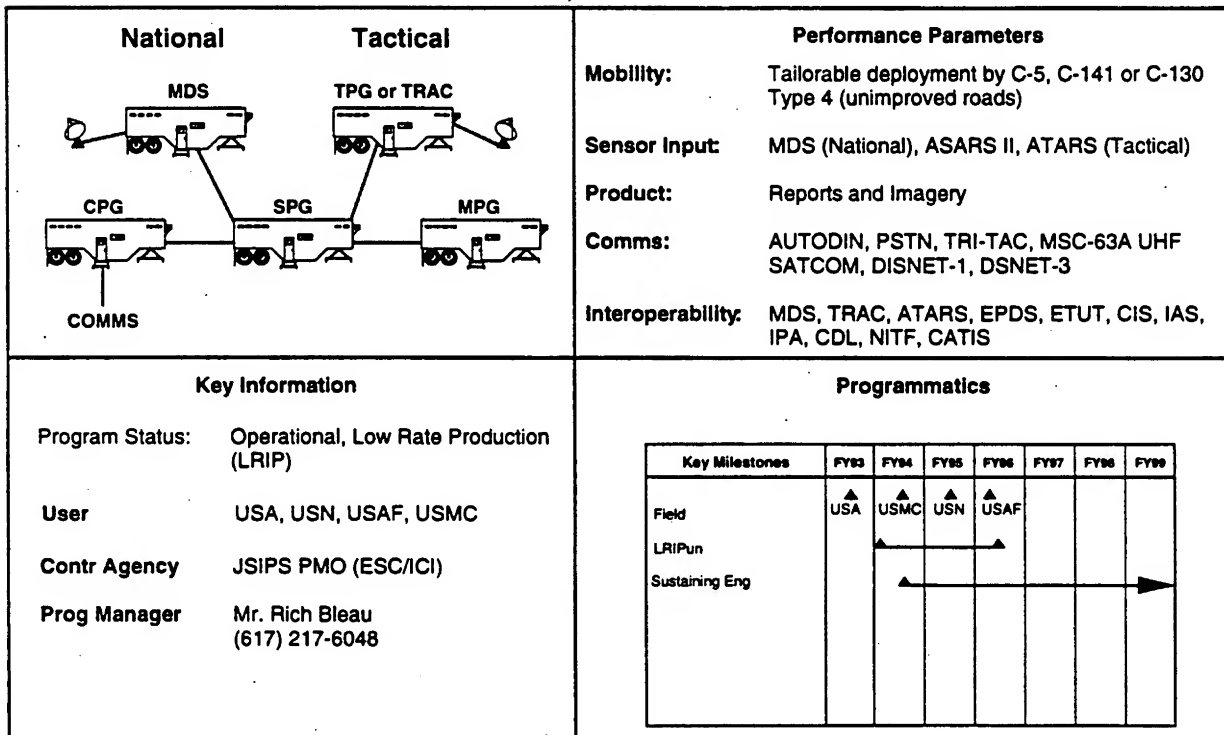 National Tactical
MDS TPG or TRAC
CPG SPG MPG
COMMS
Performance Parameters
Mobility: Tailorable deployment by C-5, C-141 or C-130
Type 4 (unimproved roads)
Sensor Input: MDS (National), ASARS II, ATARS (Tactical)
Product: Reports and Imagery
Comms: AUTODIN, PSTN, TRI-TAC, MSC-63A UHF
SATCOM, DISNET-1, DSNET-3
Interoperability: MDS, TRAC, ATARS, EPDS, ETUT, CIS, IAS,
IPA, CDL, NITF, CATIS
Key Information
Program Status: Operational, Low Rate Production
(LRIP)
User USA, USN, USAF, USMC
Contr Agency JSIPS PMO (ESC/ICI)
Prog Manager Mr. Rich Bleau
(617) 217-6048
Programmatics
Key Milestones FY93 FY94 FY95 FY96 FY97 FY98 FY99
Field USA USMC USN USAF
LRIPun
Sustaining Eng